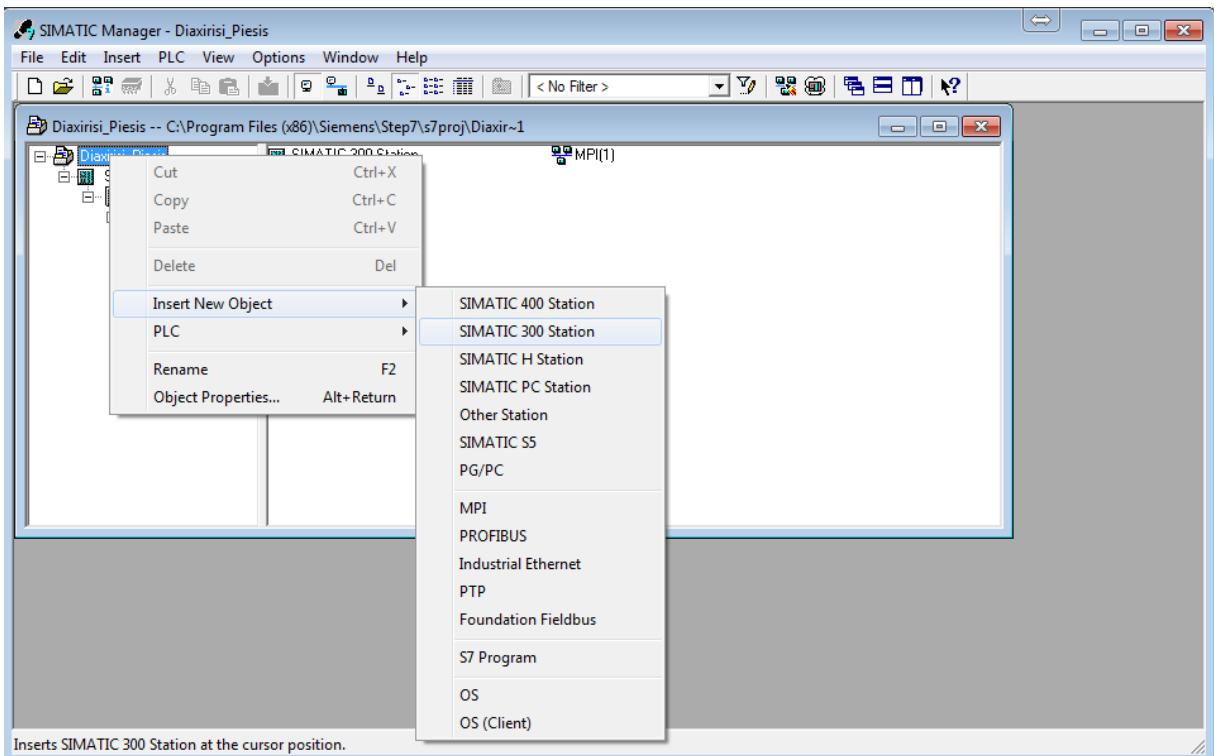 SIMATIC Manager - Diaxirisi_Piesis
File Edit Insert PLC View Options Window Help
< No Filter >
Diaxirisi_Piesis -- C:\Program Files (x86)\Siemens\Step7\s7proj\Diaxir~1
SIMATIC 300 Station
MPI(1)
Cut Ctrl+X
Copy Ctrl+C
Paste Ctrl+V
Delete Del
Insert New Object
PLC
Rename F2
Object Properties... Alt+Return
SIMATIC 400 Station
SIMATIC 300 Station
SIMATIC H Station
SIMATIC PC Station
Other Station
SIMATIC S5
PG/PC
MPI
PROFIBUS
Industrial Ethernet
PTP
Foundation Fieldbus
S7 Program
OS
OS (Client)
Inserts SIMATIC 300 Station at the cursor position.